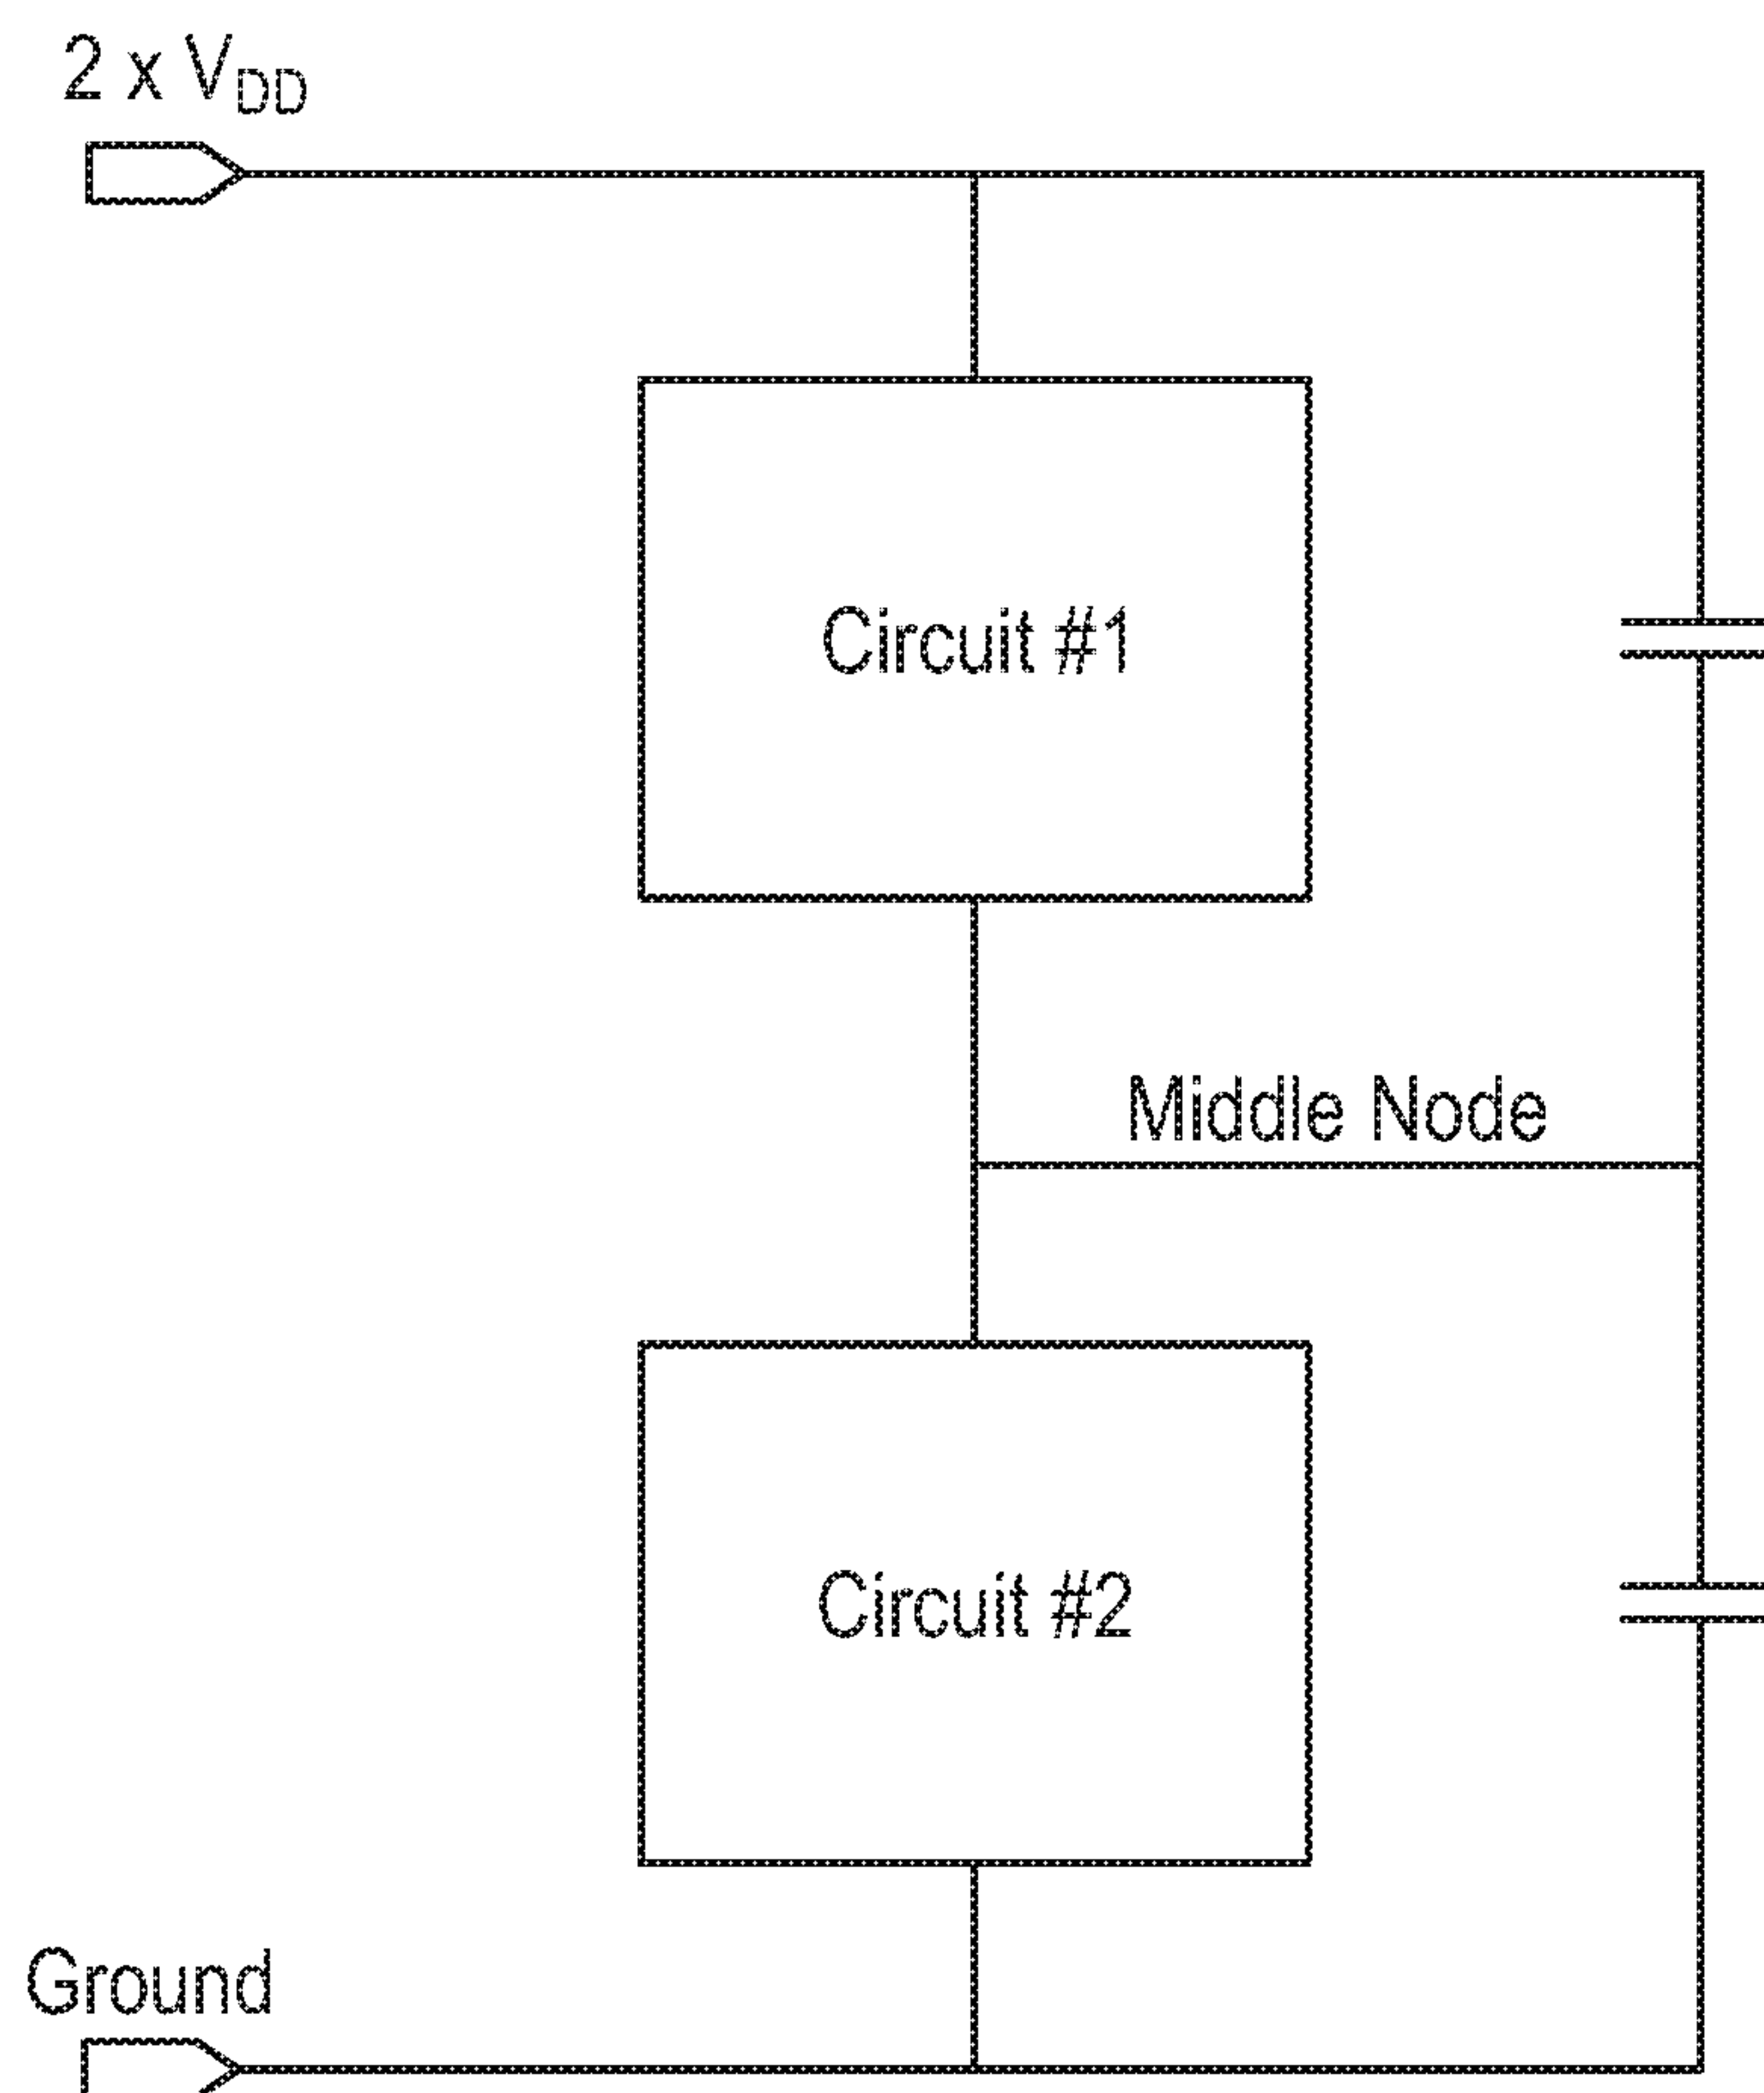 2 x VDD
Circuit #1
Middle Node
Circuit #2
Ground